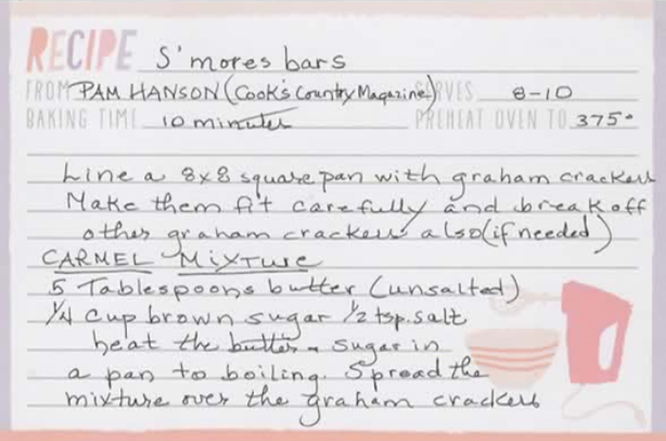 RECIPE S'mores bars
FROM PAM HANSON (Cook's Country Magazine) SERVES 8-10
BAKING TIME 10 minutes PREHEAT OVEN TO 375°
Line a 8x8 square pan with graham crackers
Make them fit carefully and break off
other graham crackers also (if needed)
CARMEL MIXTURE
5 Tablespoons butter (unsalted)
1/4 cup brown sugar 1/2 tsp. salt
heat the butter - sugar in
a pan to boiling. Spread the
mixture over the graham crackers